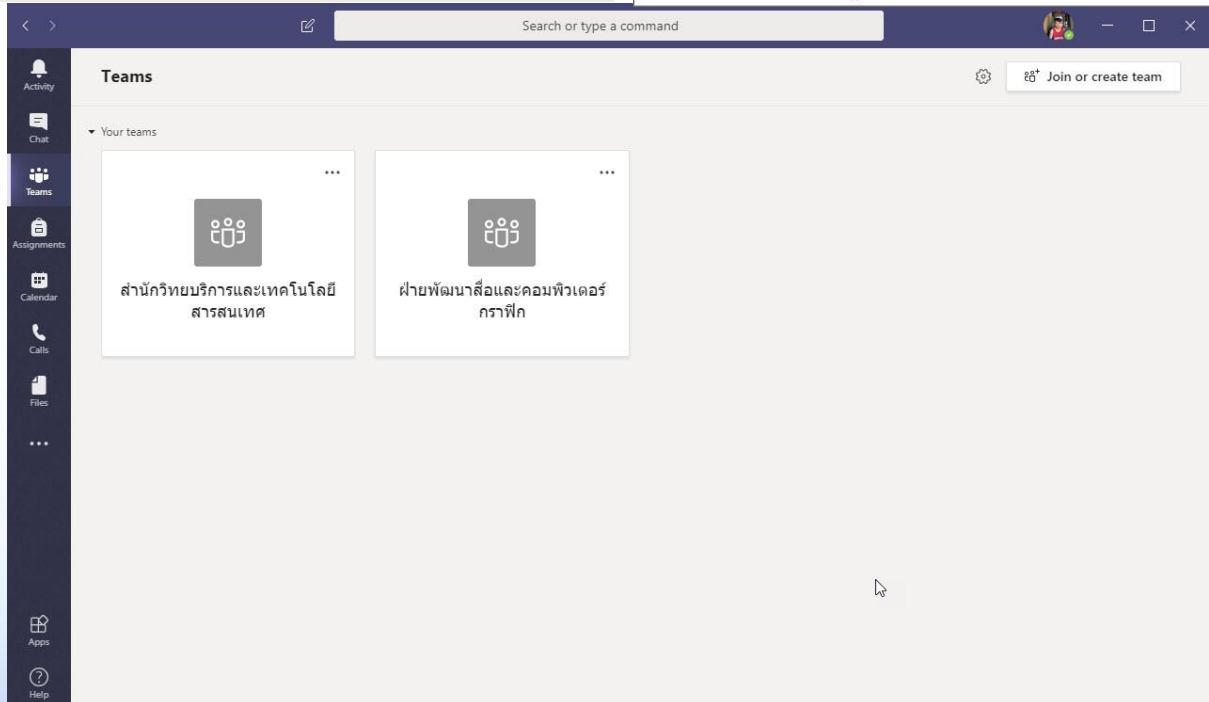 Search or type a command
Activity
Teams
Join or create team
Chat
Your teams
Teams
Assignments
สำนักวิทยบริการและเทคโนโลยี
สารสนเทศ
ฝ่ายพัฒนาสื่อและคอมพิวเตอร์
กราฟิก
Calendar
Calls
Files
Apps
Help